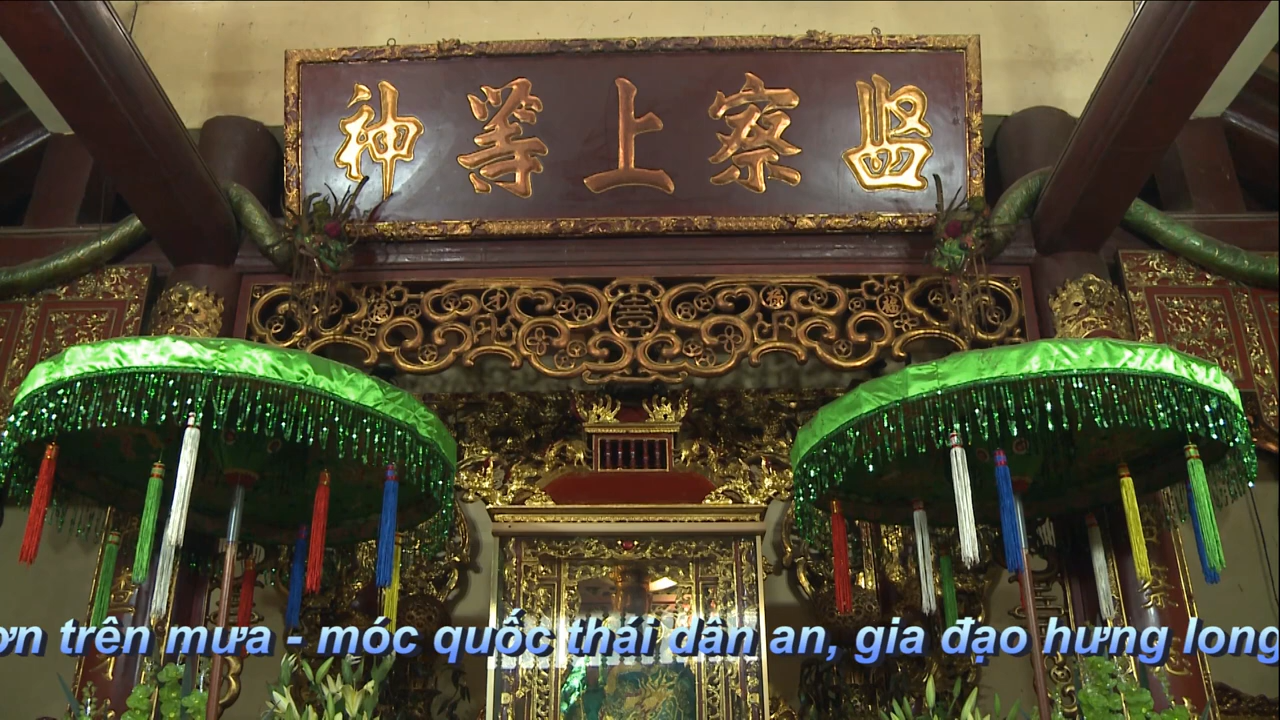 監察上等神
ơn trên mưa - móc quốc thái dân an, gia đạo hưng long